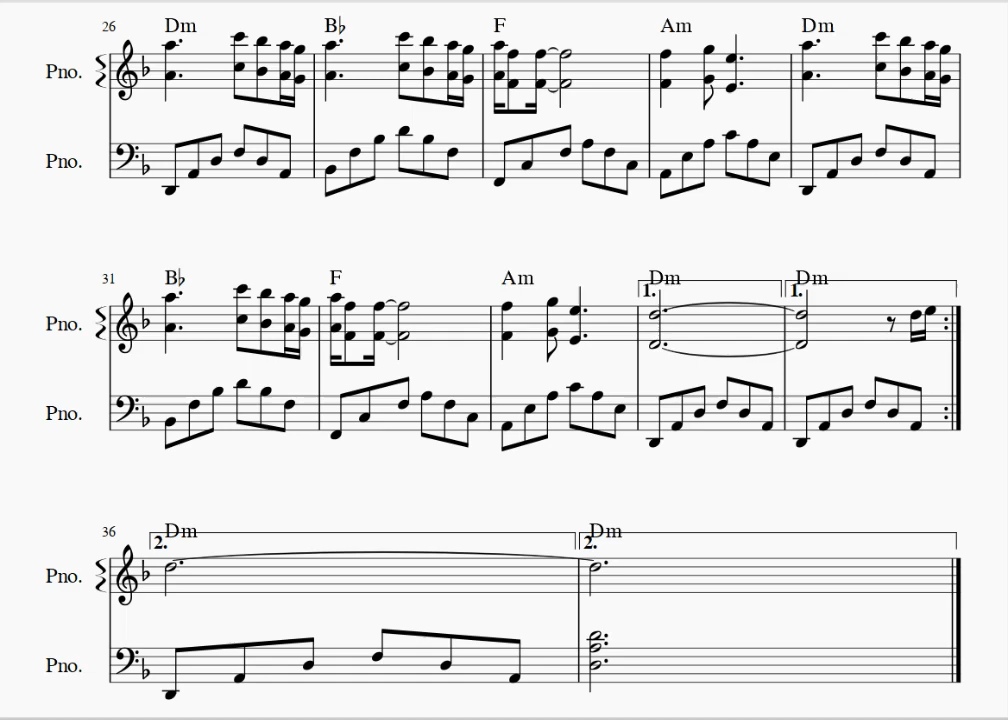 26 Dm B♭ F Am Dm
Pno.
Pno.
31 B♭ F Am Dm Dm
1. 1.
Pno.
Pno.
36 Dm Dm
2. 2.
Pno.
Pno.